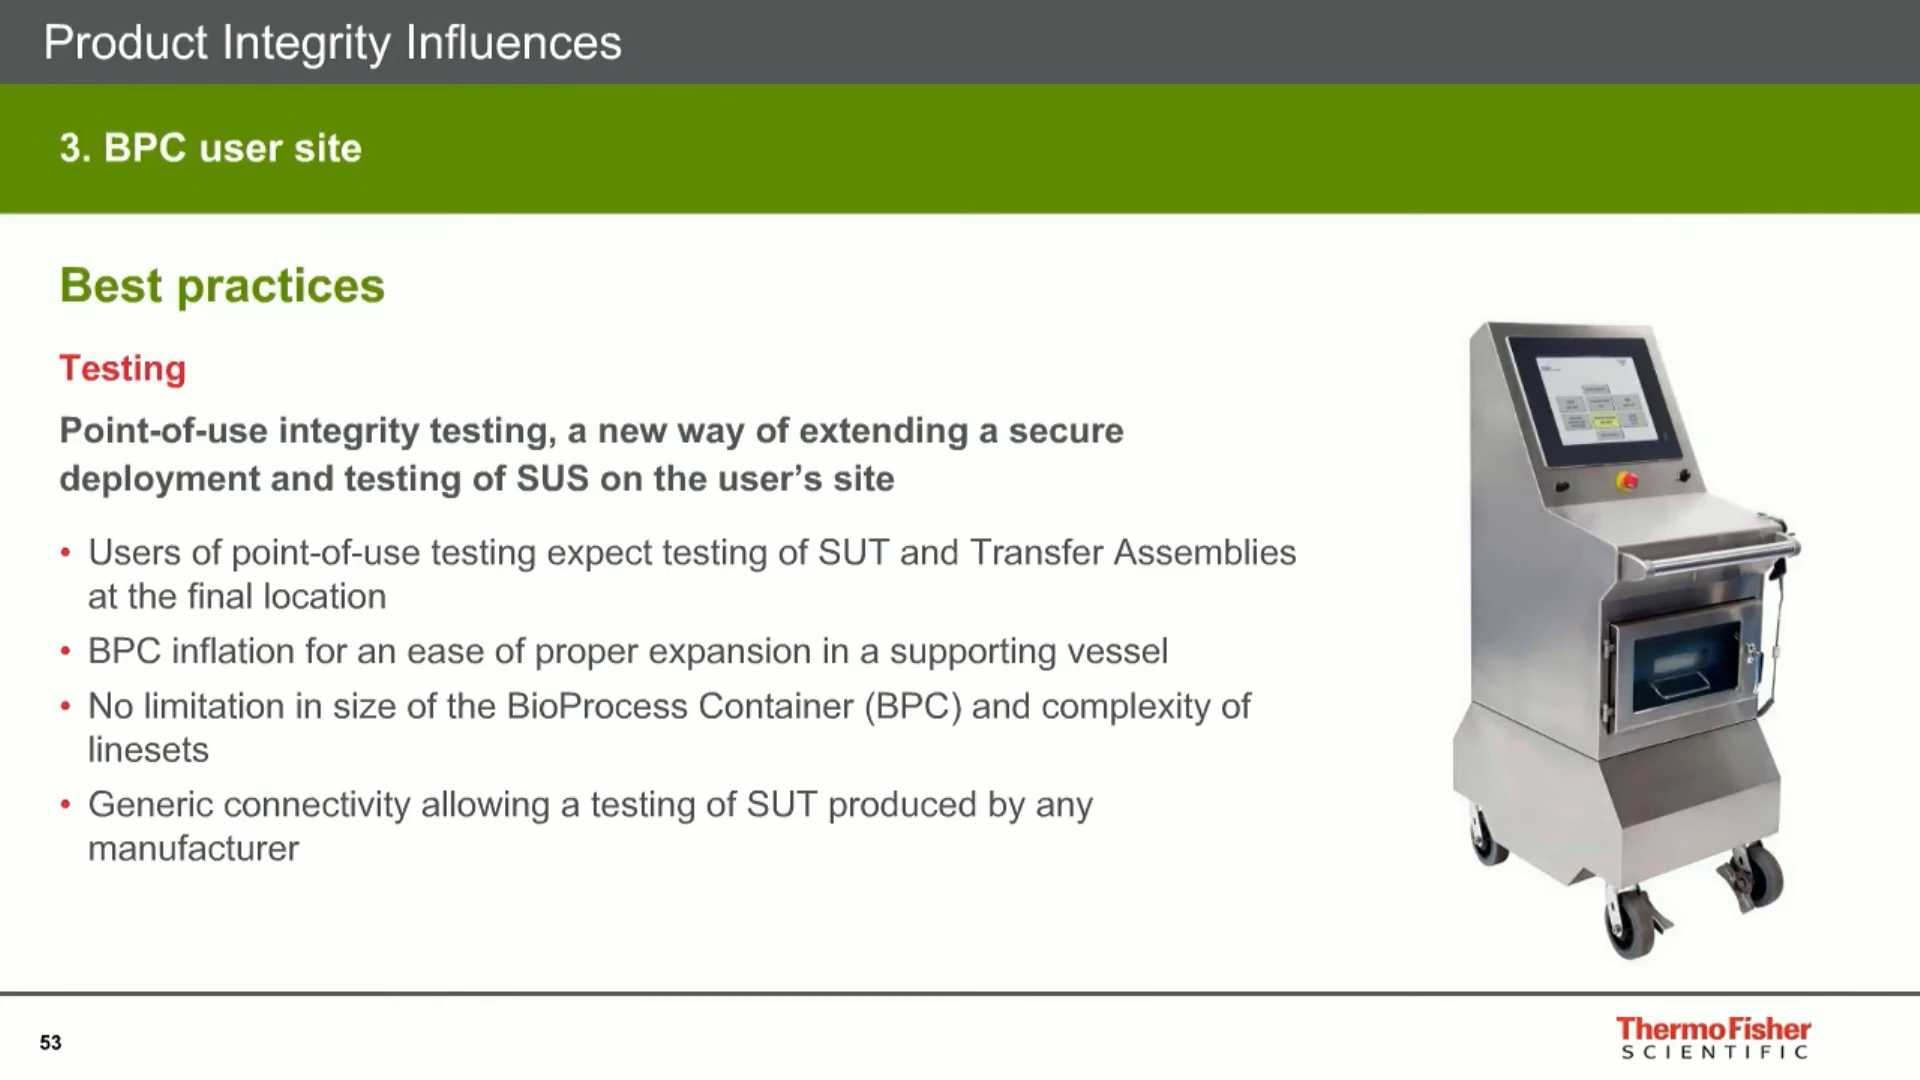 Product Integrity Influences
3. BPC user site
Best practices
Testing
Point-of-use integrity testing, a new way of extending a secure
deployment and testing of SUS on the user’s site
• Users of point-of-use testing expect testing of SUT and Transfer Assemblies
at the final location
• BPC inflation for an ease of proper expansion in a supporting vessel
• No limitation in size of the BioProcess Container (BPC) and complexity of
linesets
• Generic connectivity allowing a testing of SUT produced by any
manufacturer
53
ThermoFisher
SCIENTIFIC